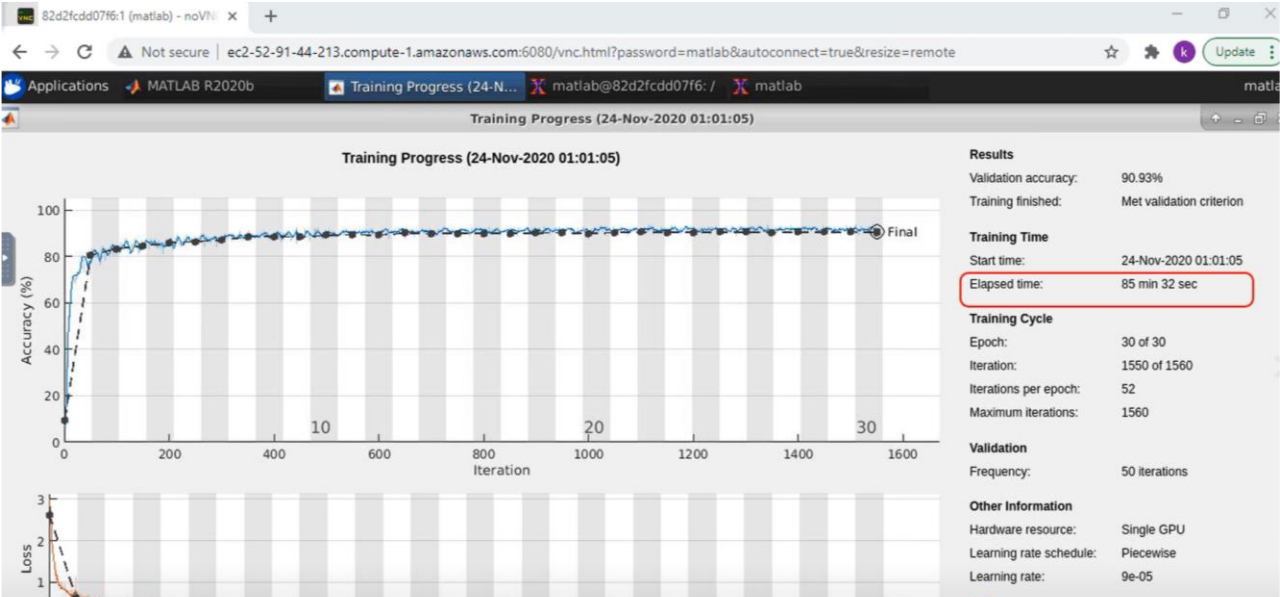 82d2fcdd07f6:1 (matlab) - noVN
Not secure ec2-52-91-44-213.compute-1.amazonaws.com:6080/vnc.html?password=matlab&autoconnect=true&resize=remote k Update
Applications MATLAB R2020b Training Progress (24-N... matlab@82d2fcdd07f6: / matlab matla
Training Progress (24-Nov-2020 01:01:05)
Training Progress (24-Nov-2020 01:01:05)
100
80
60
40
20
0
Accuracy (%)
Final
10 20 30
0 200 400 600 800 1000 1200 1400 1600
Iteration
3
2
1
Loss
Results
Validation accuracy: 90.93%
Training finished: Met validation criterion
Training Time
Start time: 24-Nov-2020 01:01:05
Elapsed time: 85 min 32 sec
Training Cycle
Epoch: 30 of 30
Iteration: 1550 of 1560
Iterations per epoch: 52
Maximum iterations: 1560
Validation
Frequency: 50 iterations
Other Information
Hardware resource: Single GPU
Learning rate schedule: Piecewise
Learning rate: 9e-05